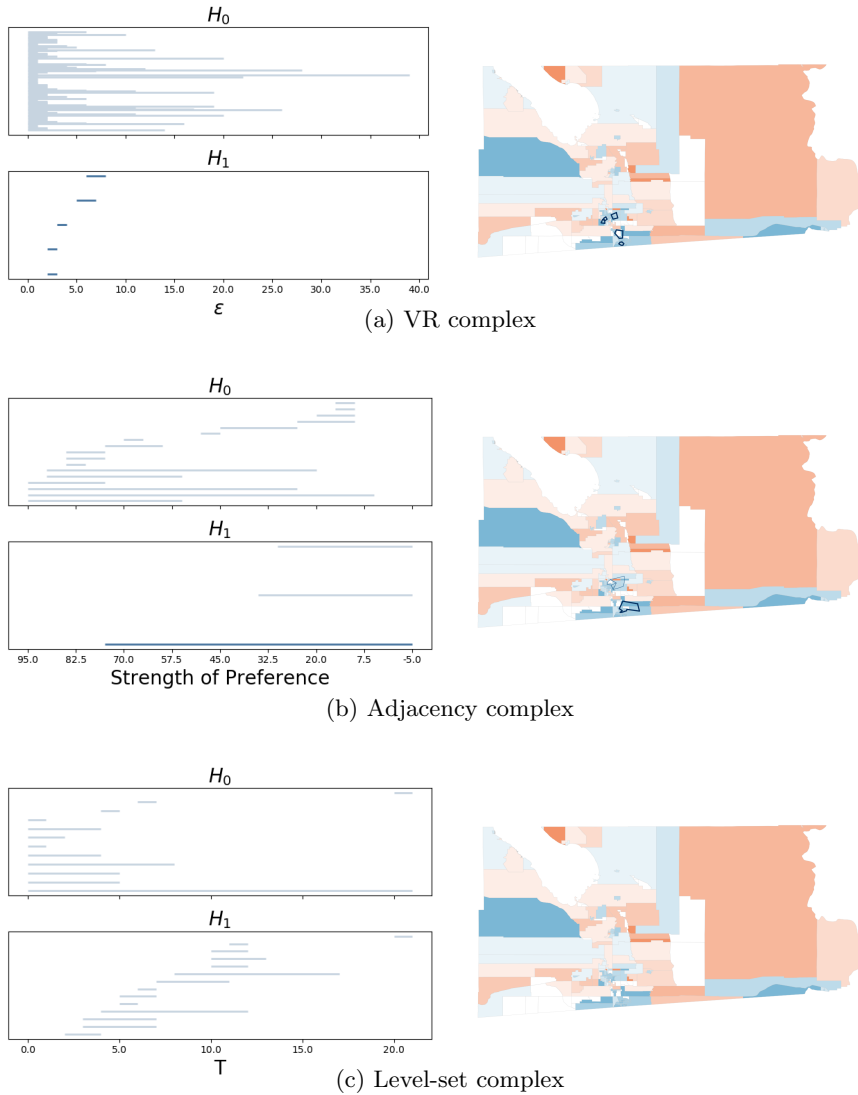 H₀
H₁
0.0 5.0 10.0 15.0 20.0 25.0 30.0 35.0 40.0
ε
(a) VR complex
H₀
H₁
95.0 82.5 70.0 57.5 45.0 32.5 20.0 7.5 -5.0
Strength of Preference
(b) Adjacency complex
H₀
H₁
0.0 5.0 10.0 15.0 20.0
T
(c) Level-set complex